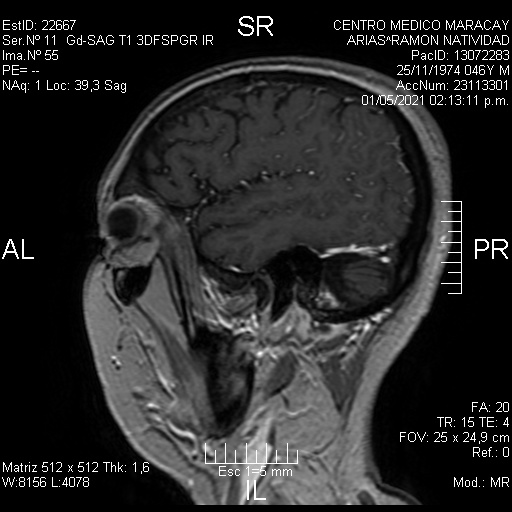 EstID: 22667
Ser.Nº 11 Gd-SAG T1 3DFSPGR IR
Ima.Nº 55
PE= --
NAq: 1 Loc: 39,3 Sag
SR
CENTRO MEDICO MARACAY
ARIAS^RAMON NATIVIDAD
PacID: 13072283
25/11/1974 046Y M
AccNum: 23113301
01/05/2021 02:13:11 p.m.
AL
PR
FA: 20
TR: 15 TE: 4
FOV: 25 x 24,9 cm
Ref.: 0
Mod.: MR
Matriz 512 x 512 Thk: 1,6
W:8156 L:4078
Esc 1=5 mm
IL